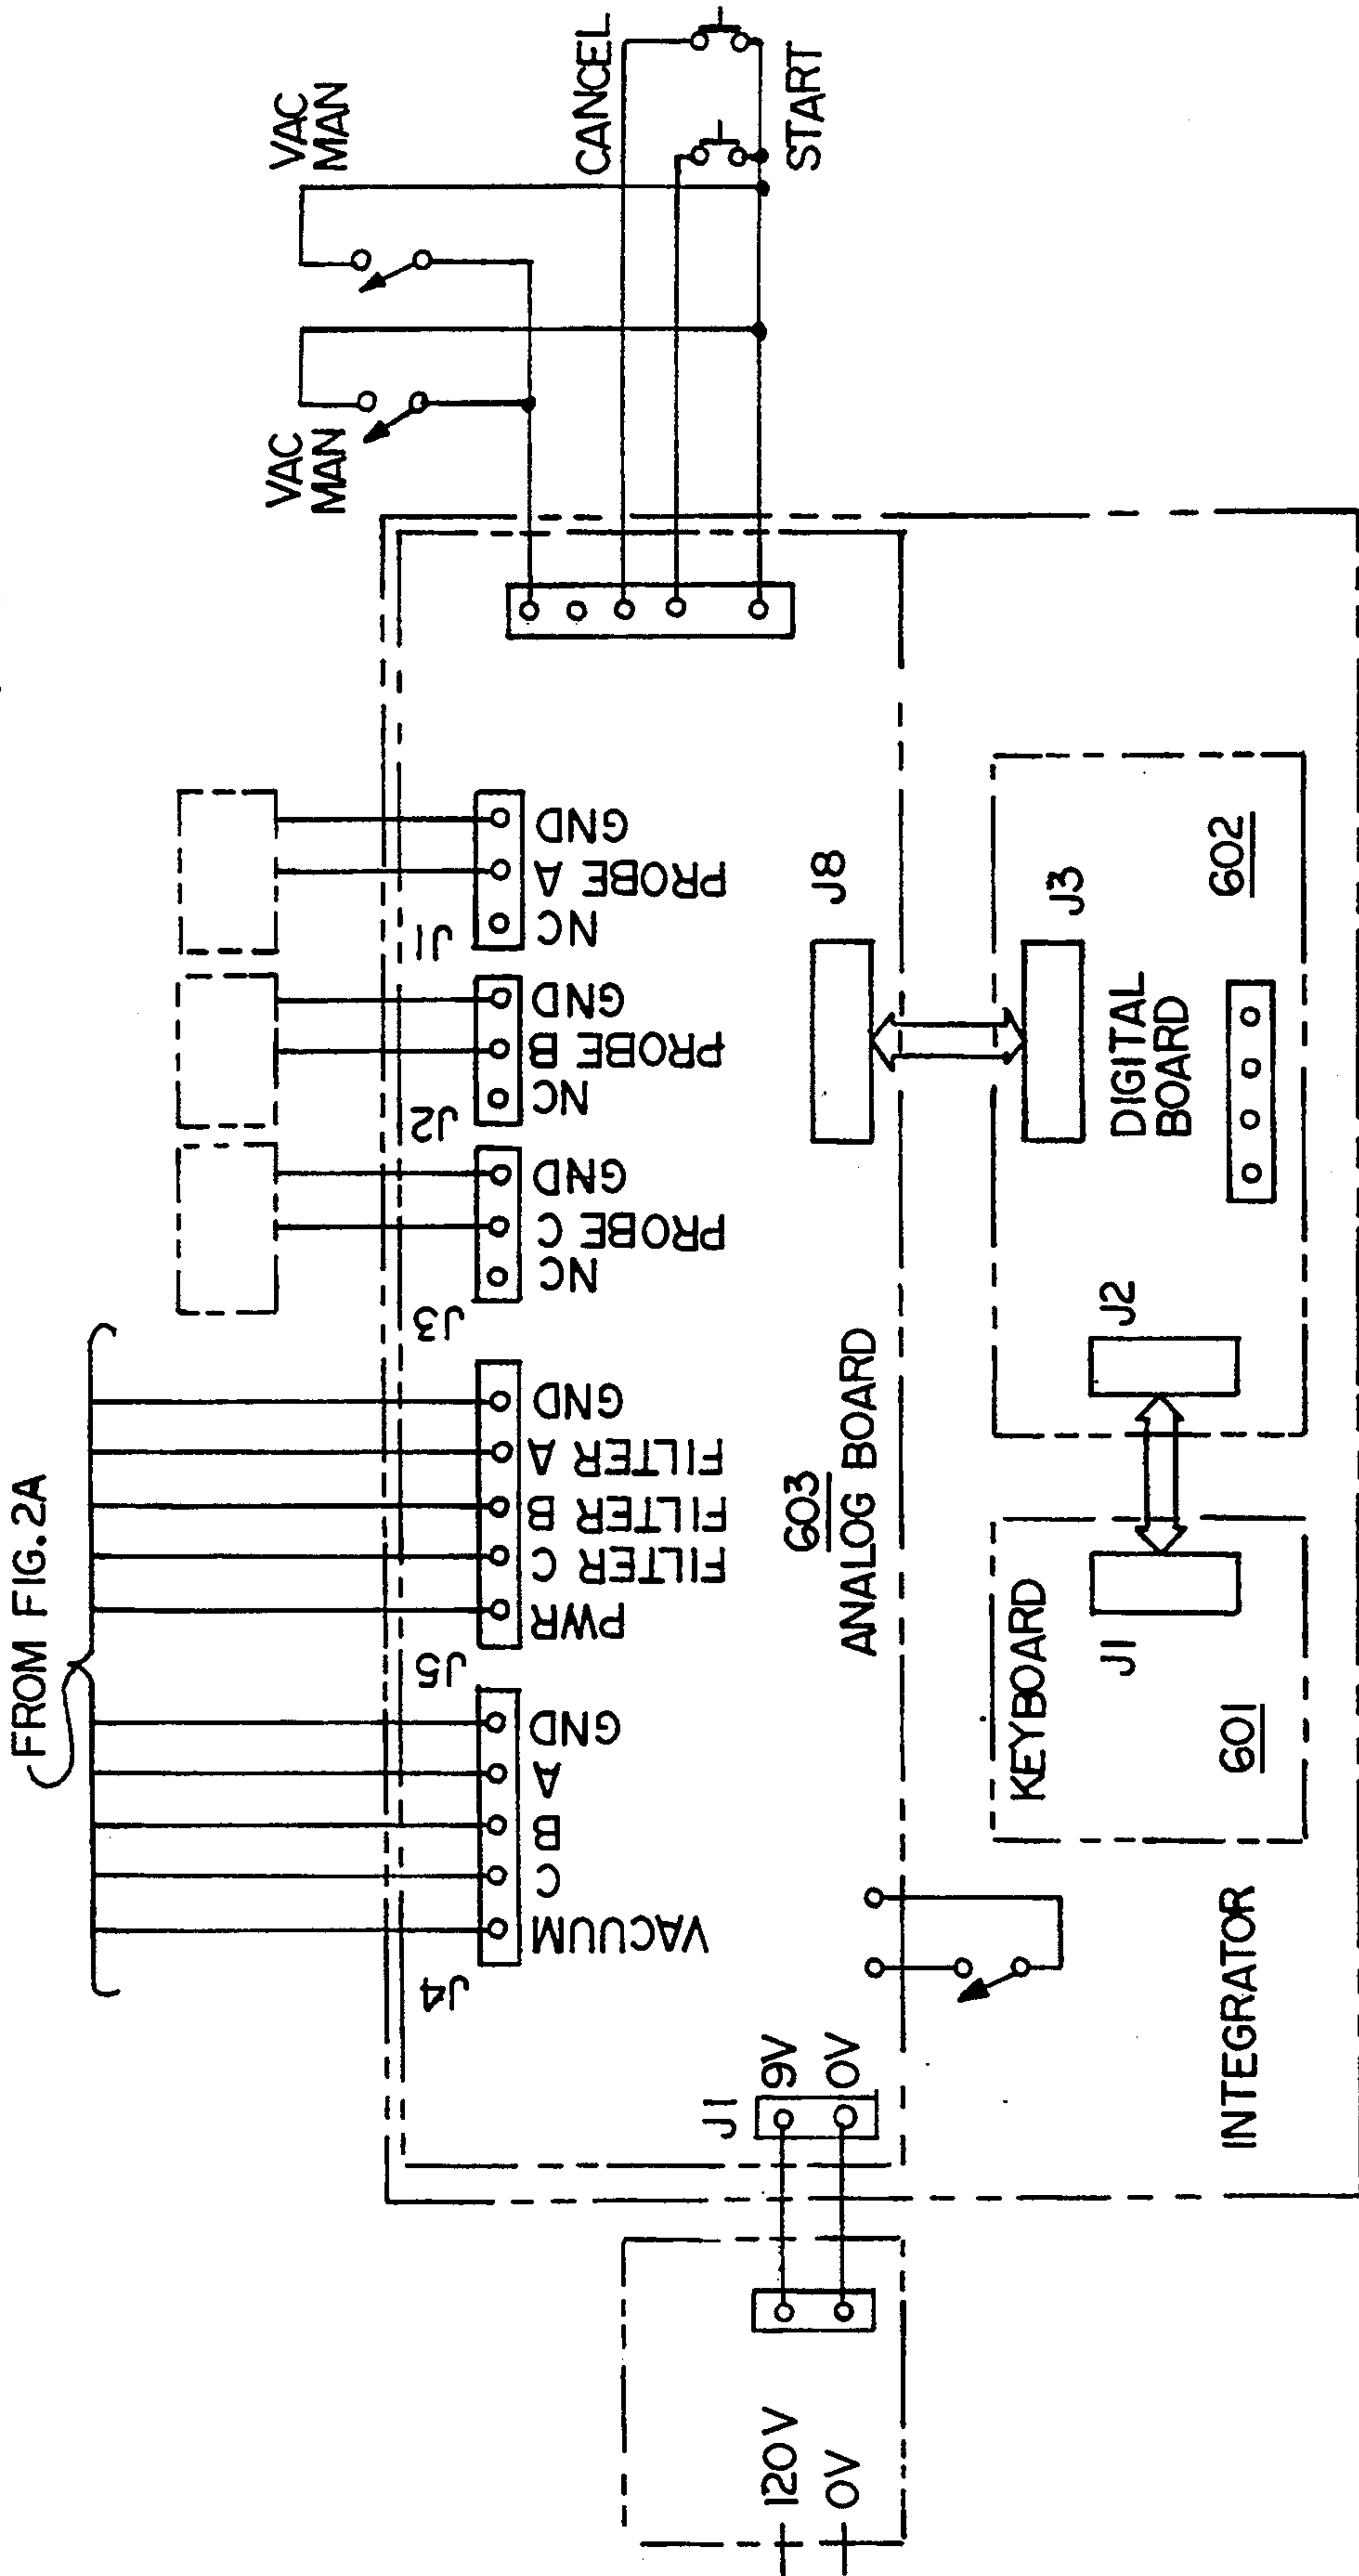 FROM FIG. 2A
VAC
MAN
VAC
MAN
CANCEL
START
J4
VACUUM
C
B
A
GND
J5
PWR
FILTER C
FILTER B
FILTER A
GND
J3
NC
PROBE C
GND
J2
NC
PROBE B
GND
J1
NC
PROBE A
GND
120V
0V
J1
9V
0V
603
ANALOG BOARD
J8
KEYBOARD
J1
601
J2
J3
DIGITAL
BOARD
602
INTEGRATOR